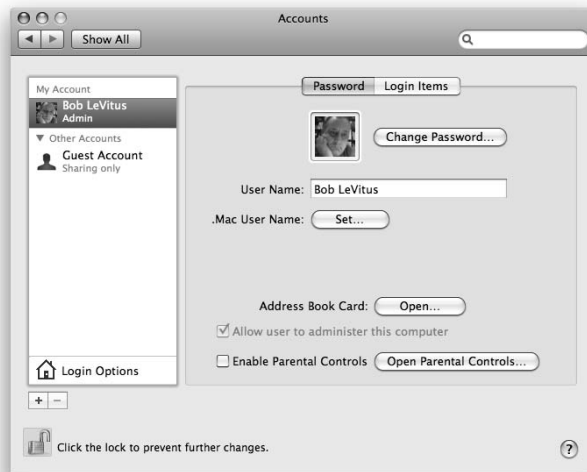 Accounts
Show All
My Account
Bob LeVitus
Admin
Other Accounts
Guest Account
Sharing only
Login Options
Password Login Items
Change Password...
User Name: Bob LeVitus
.Mac User Name: Set...
Address Book Card: Open...
Allow user to administer this computer
Enable Parental Controls Open Parental Controls...
+ −
Click the lock to prevent further changes.
?